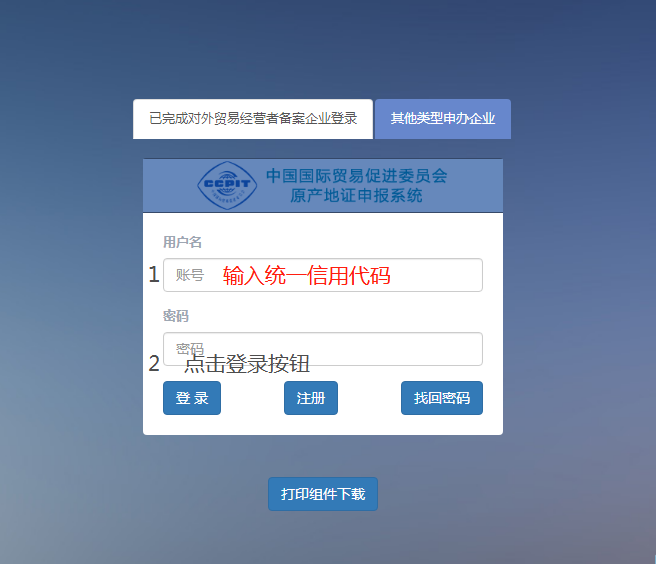 已完成对外贸易经营者备案企业登录 其他类型申办企业
CCPIT
中国国际贸易促进委员会
原产地证申报系统
用户名
1 账号 输入统一信用代码
密码
密码
2 点击登录按钮
登 录 注册 找回密码
打印组件下载